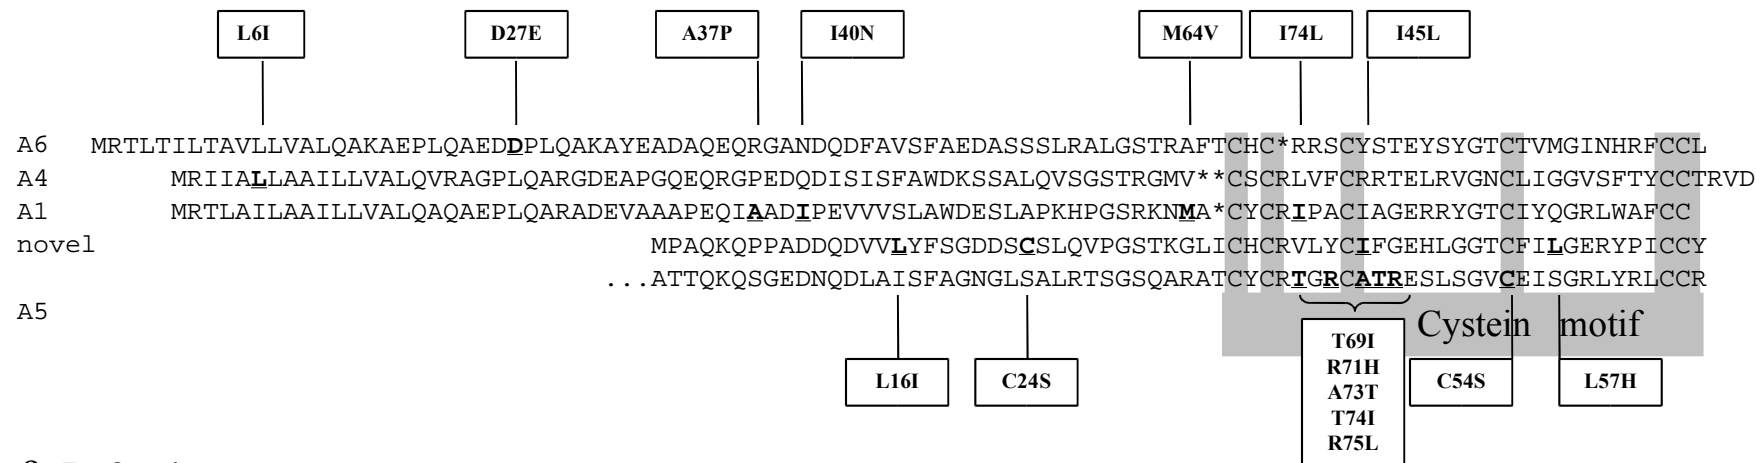 L6I D27E A37P I40N M64V I74L I45L
A6 MRTLTILTAVLLVALQAKAEPLQAEDDPLQAKAYEADAQEQRGANDQDFAVSFAEDASSSLRALGSTRAFTCHC*RRSCYSTEYSYGTCTVMGINHRFCCL
A4 MRIIALLAAILLVALQVRAGPLQARGDEAPGQEQRGPEDQDISISFAWDKSSALQVSGSTRGMV**CSCRLVFCRRTELRVGNCLIGGVSFTYCCTRVD
A1 MRTLAILAAILLVALQAQAEPLQARADEVAAAPEQIAADIPEVVVSLAWDESLAPKHPGSRKNMA*CYCRIPACIAGERRYGTCIYQGRLWAFCC
novel MPAQKQPPADDQDVVLYFSGDDSCSLQVPGSTKGLICHCRVLYCIFGEHLGGTCFILGERYPICCY
...ATTQKQSGEDNQDLAISFAGNGLSALRTSGSQARATCYCRTGRCATRESLSGVCEISGRLYRLCCR
A5
Cystein motif
T69I
R71H
A73T
T74I
R75L
L16I C24S C54S L57H